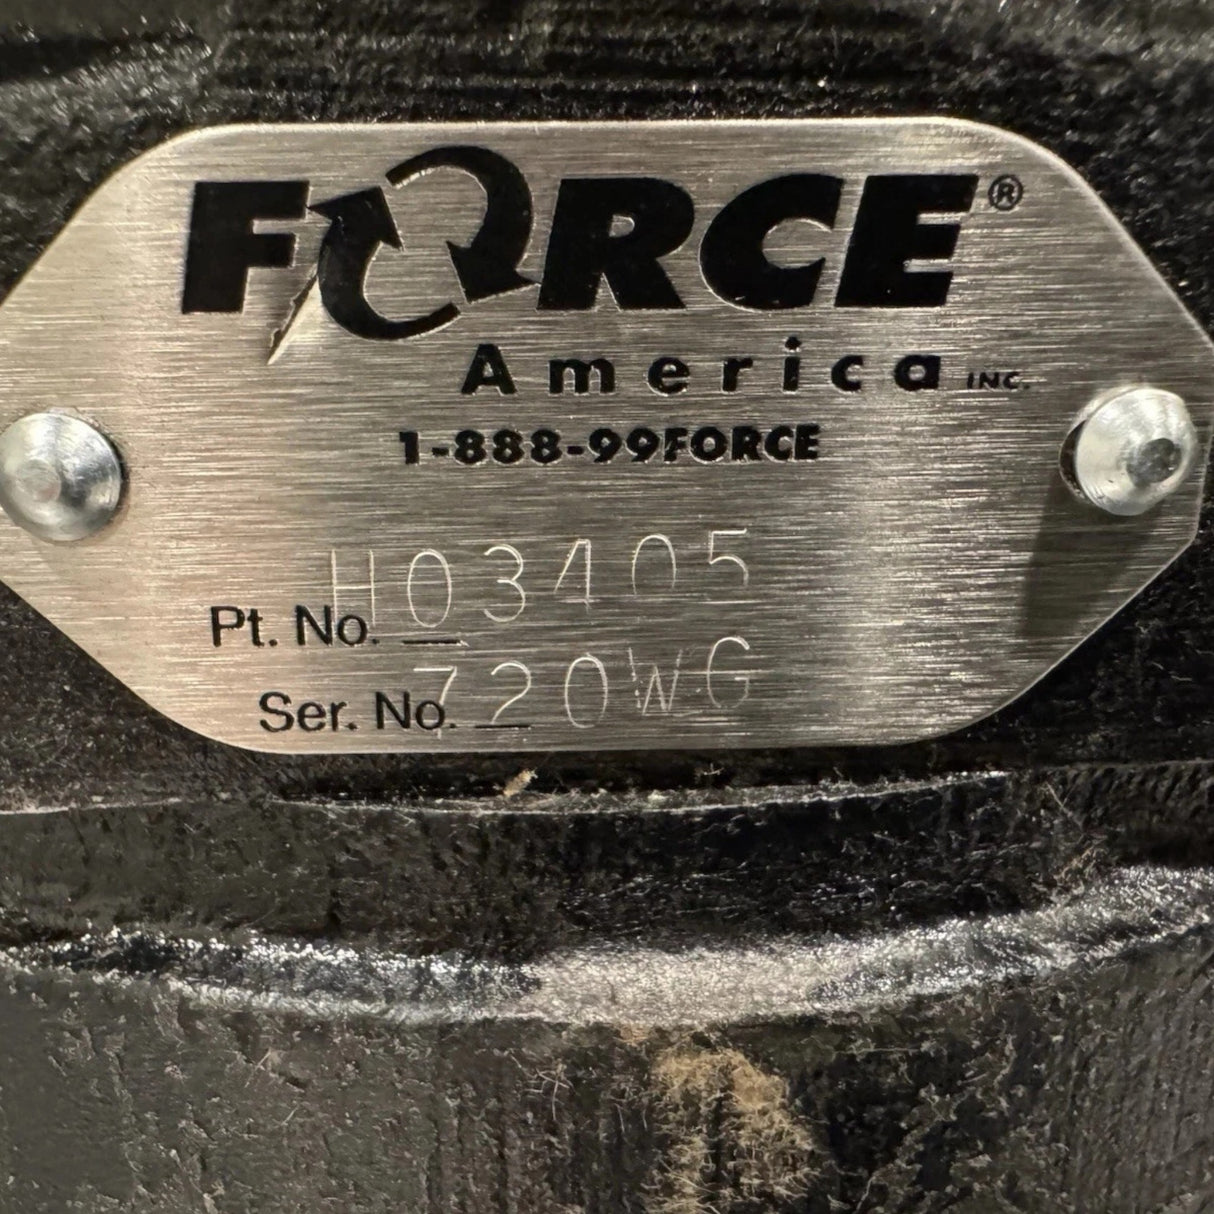 FORCE®
America INC.
1-888-99FORCE
Pt. No. H03405
Ser. No. 720WG